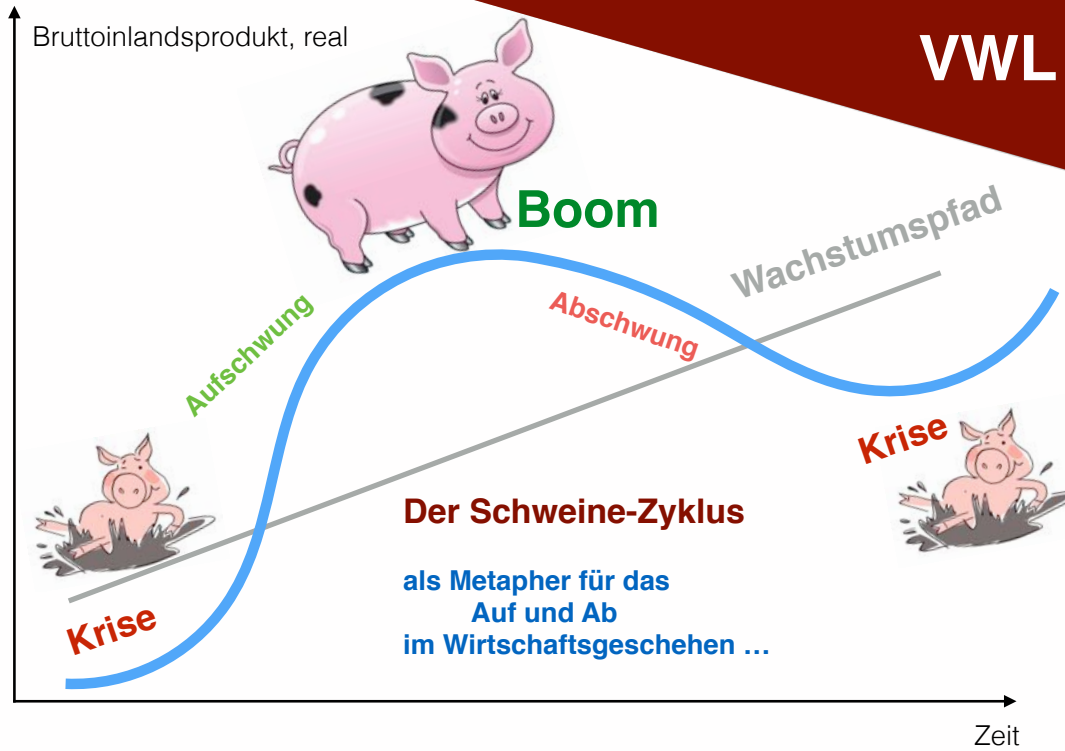 Bruttoinlandsprodukt, real
VWL
Boom
Wachstumspfad
Aufschwung
Abschwung
Krise
Krise
Der Schweine-Zyklus
als Metapher für das
Auf und Ab
im Wirtschaftsgeschehen …
Zeit